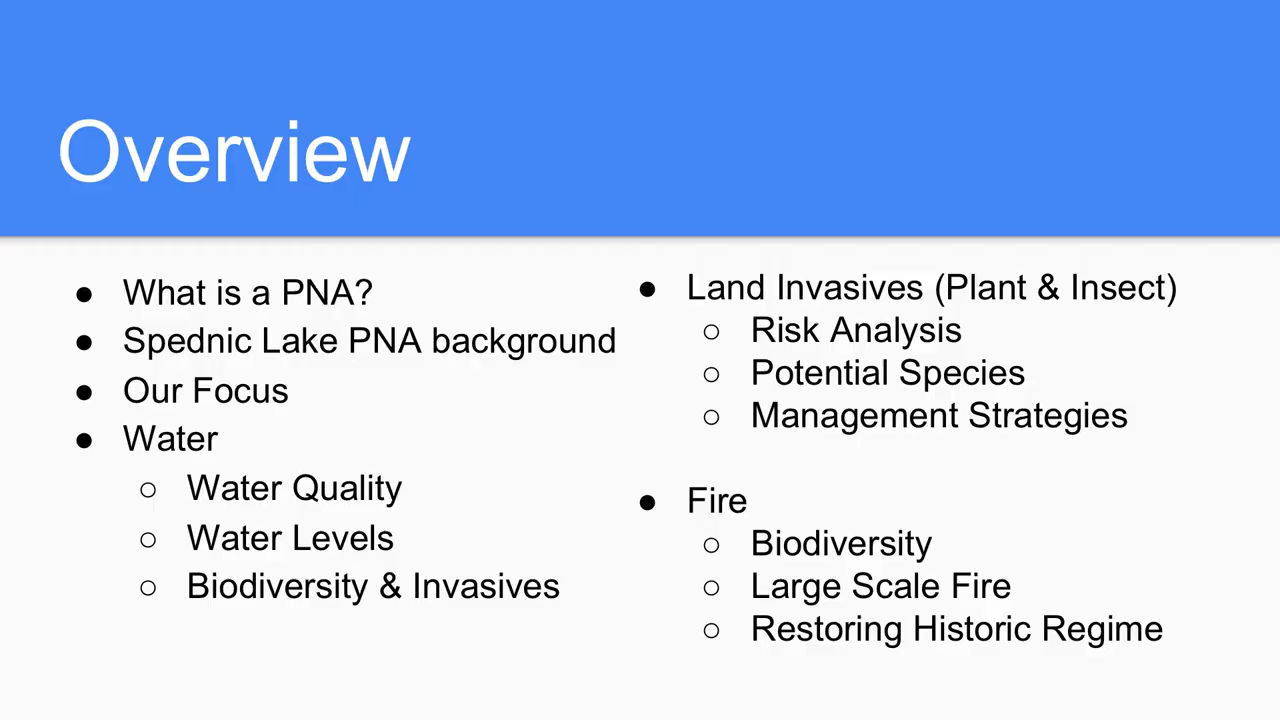 Overview
● What is a PNA?
● Spednic Lake PNA background
● Our Focus
● Water
○ Water Quality
○ Water Levels
○ Biodiversity & Invasives
● Land Invasives (Plant & Insect)
○ Risk Analysis
○ Potential Species
○ Management Strategies
● Fire
○ Biodiversity
○ Large Scale Fire
○ Restoring Historic Regime